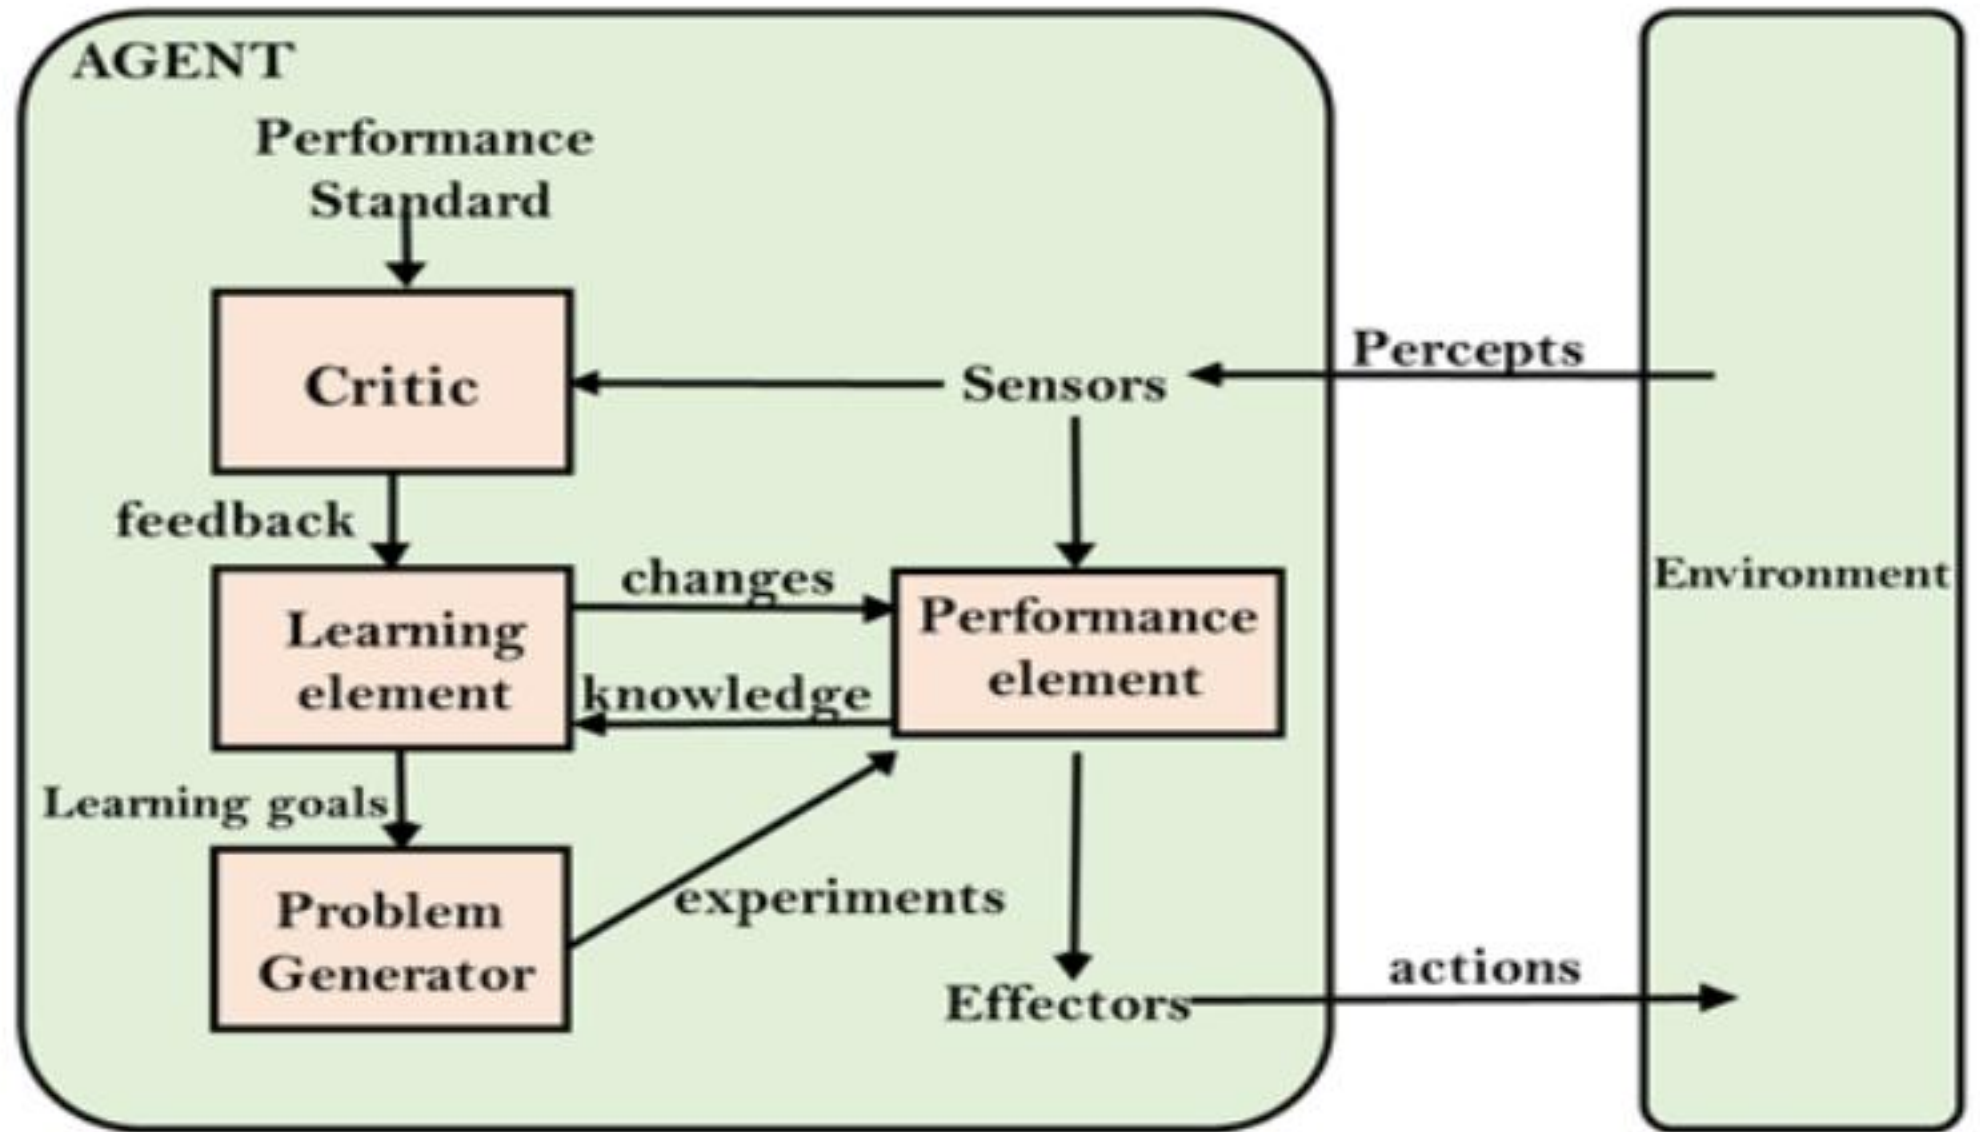 AGENT
Performance
Standard
Critic
Sensors
Percepts
feedback
changes
Learning
element
knowledge
Performance
element
Environment
Learning goals
Problem
Generator
experiments
Effectors
actions